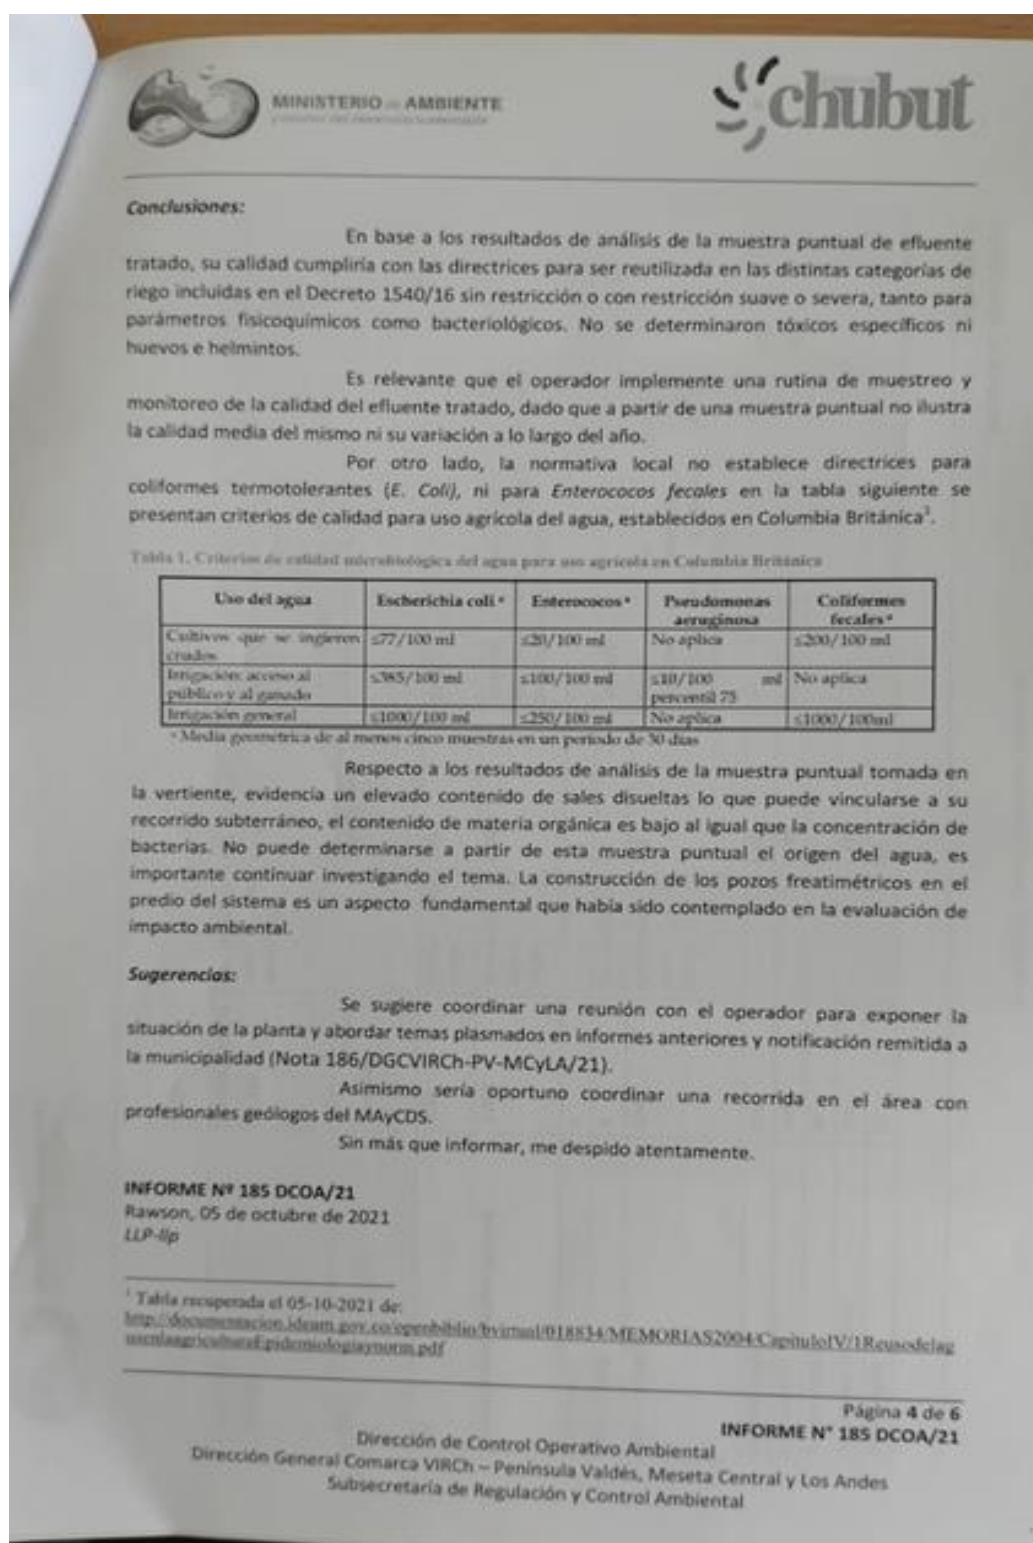 MINISTERIO DE AMBIENTE
chubut
Conclusiones:
En base a los resultados de análisis de la muestra puntual de efluente
tratado, su calidad cumpliría con las directrices para ser reutilizada en las distintas categorías de
riego incluidas en el Decreto 1540/16 sin restricción o con restricción suave o severa, tanto para
parámetros fisicoquímicos como bacteriológicos. No se determinaron tóxicos específicos ni
huevos e helmintos.
Es relevante que el operador implemente una rutina de muestreo y
monitoreo de la calidad del efluente tratado, dado que a partir de una muestra puntual no ilustra
la calidad media del mismo ni su variación a lo largo del año.
Por otro lado, la normativa local no establece directrices para
coliformes termotolerantes (E. Coli), ni para Enterococos fecales en la tabla siguiente se
presentan criterios de calidad para uso agrícola del agua, establecidos en Columbia Británica¹.
Tabla 1. Criterios de calidad microbiológica del agua para uso agrícola en Columbia Británica
Uso del agua Escherichia coli ª Enterococos ª Pseudomonas aeruginosa Coliformes fecales ª
Cultivos que se ingieren crudos ≤77/100 ml ≤20/100 ml No aplica ≤200/100 ml
Irrigación: acceso al público y al ganado ≤385/100 ml ≤100/100 ml ≤10/100 ml percentil 75 No aplica
Irrigación general ≤1000/100 ml ≤250/100 ml No aplica ≤1000/100ml
ª Media geométrica de al menos cinco muestras en un período de 30 días
Respecto a los resultados de análisis de la muestra puntual tomada en
la vertiente, evidencia un elevado contenido de sales disueltas lo que puede vincularse a su
recorrido subterráneo, el contenido de materia orgánica es bajo al igual que la concentración de
bacterias. No puede determinarse a partir de esta muestra puntual el origen del agua, es
importante continuar investigando el tema. La construcción de los pozos freatimétricos en el
predio del sistema es un aspecto fundamental que había sido contemplado en la evaluación de
impacto ambiental.
Sugerencias:
Se sugiere coordinar una reunión con el operador para exponer la
situación de la planta y abordar temas plasmados en informes anteriores y notificación remitida a
la municipalidad (Nota 186/DGCVIRCh-PV-MCyLA/21).
Asimismo sería oportuno coordinar una recorrida en el área con
profesionales geólogos del MAyCDS.
Sin más que informar, me despido atentamente.
INFORME Nº 185 DCOA/21
Rawson, 05 de octubre de 2021
LLP-llp
¹ Tabla recuperada el 05-10-2021 de:
http://documentacion.ideam.gov.co/openbiblio/bvirtual/018834/MEMORIAS2004/CapituloIV/1Reusodelag
uaenlaagriculturaEpidemiologiaynorm.pdf
Página 4 de 6
INFORME N° 185 DCOA/21
Dirección de Control Operativo Ambiental
Dirección General Comarca VIRCh – Península Valdés, Meseta Central y Los Andes
Subsecretaría de Regulación y Control Ambiental